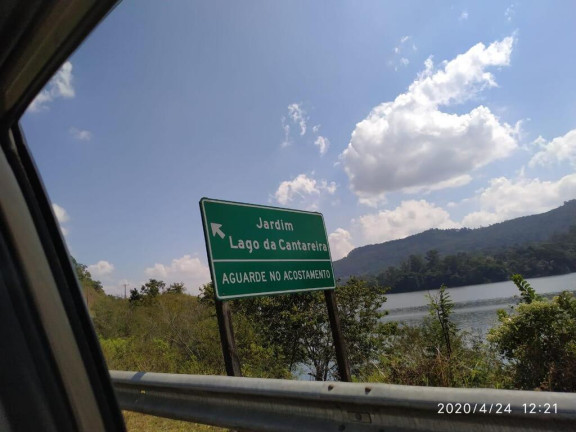 Jardim
Lago da Cantareira
AGUARDE NO ACOSTAMENTO
2020/4/24 12:21